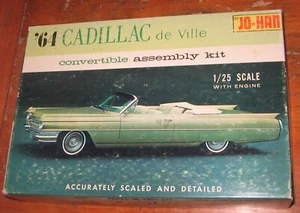 '64 CADILLAC de Ville
JO-HAN
convertible assembly kit
1/25 SCALE
WITH ENGINE
ACCURATELY SCALED AND DETAILED